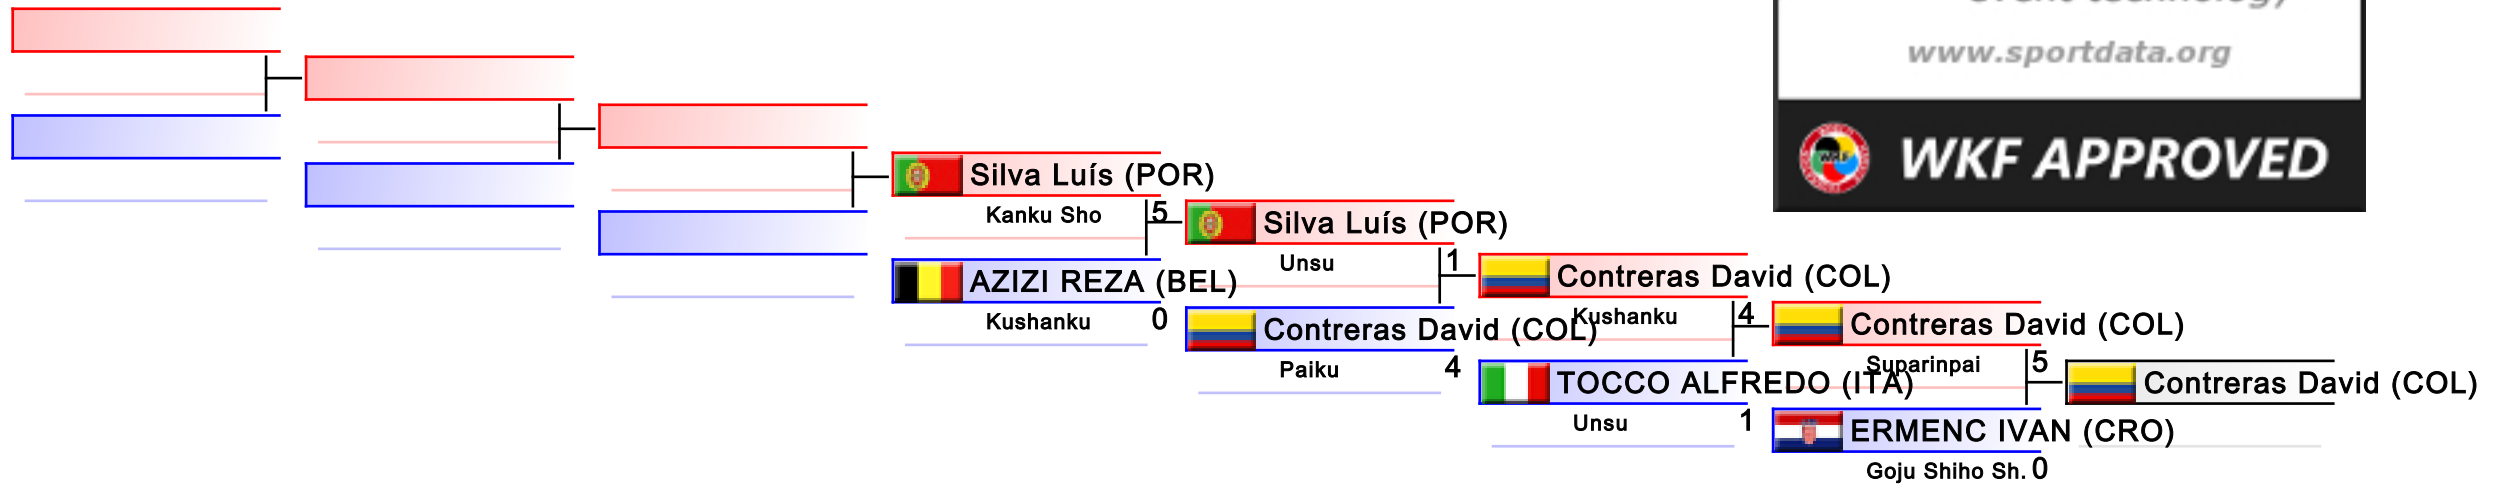 event technology
www.sportdata.org
WKF APPROVED
Silva Luís (POR)
Kanku Sho
5
AZIZI REZA (BEL)
Kushanku
0
Silva Luís (POR)
Unsu
1
Contreras David (COL)
Paiku
4
Contreras David (COL)
Kushanku
4
TOCCO ALFREDO (ITA)
Unsu
1
Contreras David (COL)
Suparinpai
5
ERMENC IVAN (CRO)
Goju Shiho Sh.
0
Contreras David (COL)